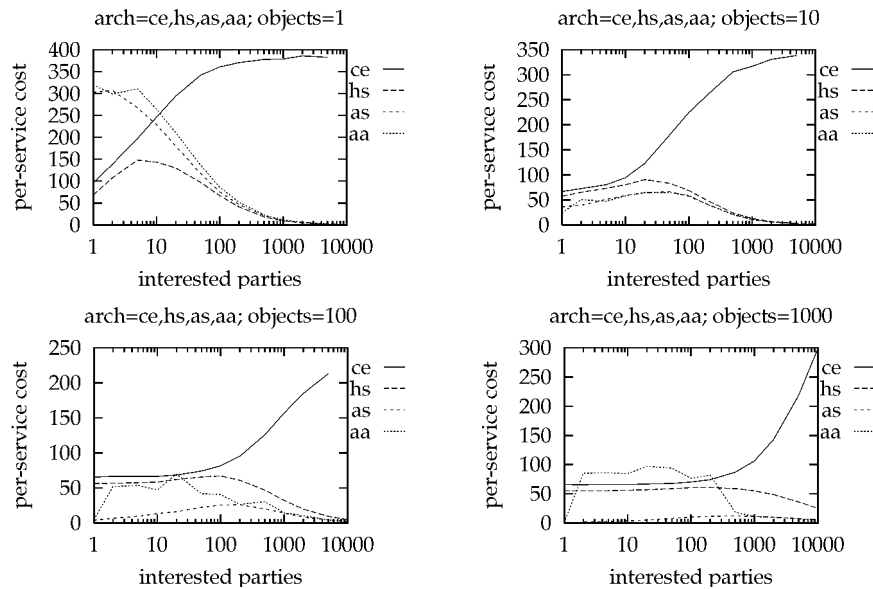 arch=ce,hs,as,aa; objects=1
400
350
300
250
200
150
100
50
0
per-service cost
1 10 100 1000 10000
interested parties
ce
hs
as
aa
arch=ce,hs,as,aa; objects=10
350
300
250
200
150
100
50
0
per-service cost
1 10 100 1000 10000
interested parties
ce
hs
as
aa
arch=ce,hs,as,aa; objects=100
250
200
150
100
50
0
per-service cost
1 10 100 1000 10000
interested parties
ce
hs
as
aa
arch=ce,hs,as,aa; objects=1000
300
250
200
150
100
50
0
per-service cost
1 10 100 1000 10000
interested parties
ce
hs
as
aa